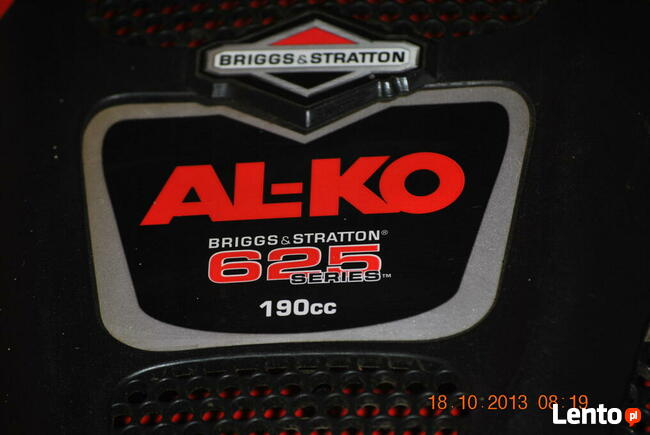 BRIGGS & STRATTON
AL-KO
BRIGGS & STRATTON®
625
SERIES™
190cc
18.10.2013 08:19
Lento.pl